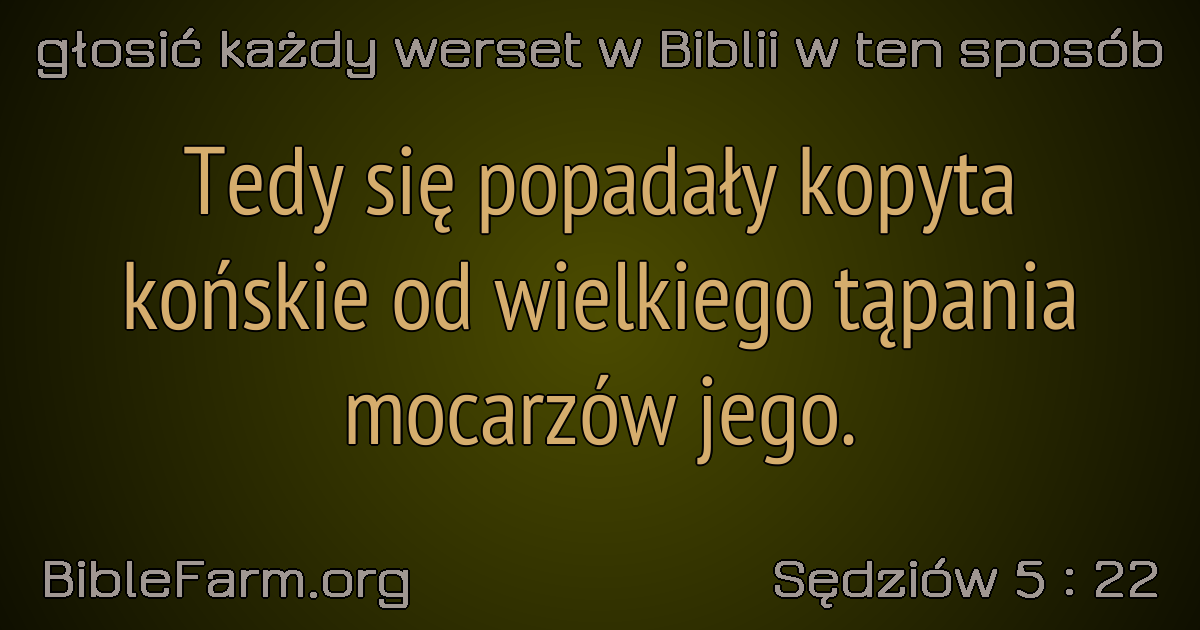 głosić każdy werset w Biblii w ten sposób
Tedy się popadały kopyta
końskie od wielkiego tąpania
mocarzów jego.
BibleFarm.org
Sędziów 5 : 22